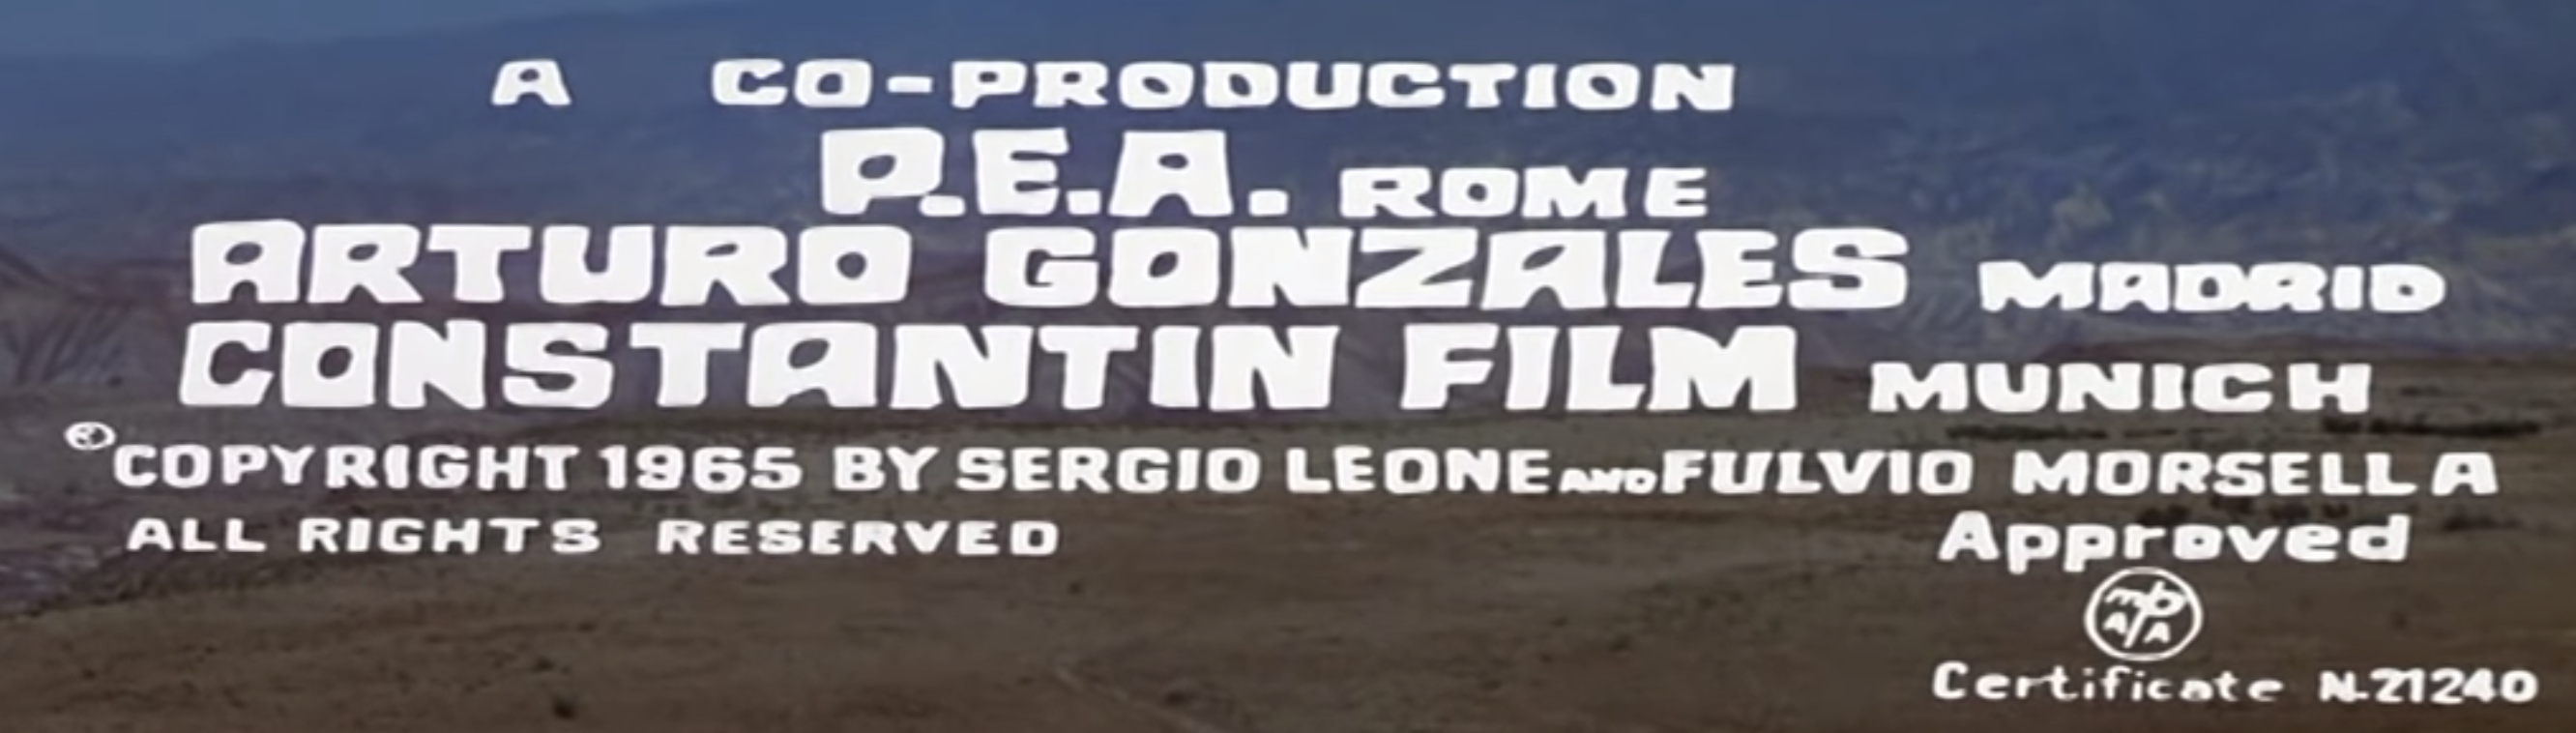 A CO-PRODUCTION
P.E.A. ROME
ARTURO GONZALES MADRID
CONSTANTIN FILM MUNICH
©COPYRIGHT 1965 BY SERGIO LEONE AND FULVIO MORSELLA
ALL RIGHTS RESERVED
Approved
MPAA
Certificate N.21240